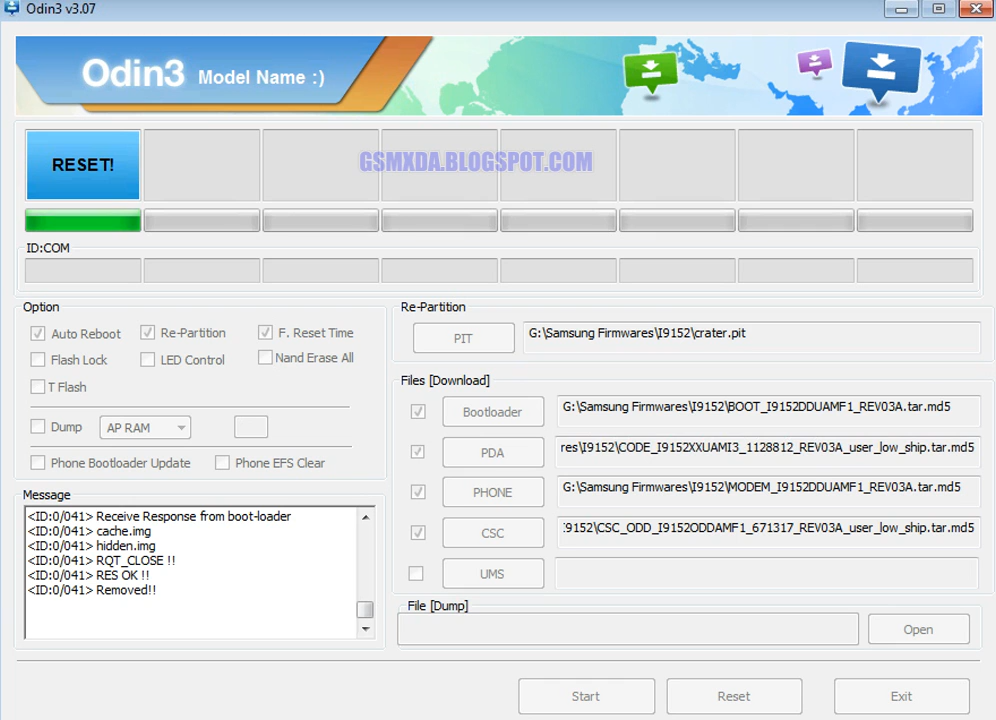 Odin3 v3.07
Odin3 Model Name :)
RESET!
GSMXDA.BLOGSPOT.COM
ID:COM
Option
Auto Reboot Re-Partition F. Reset Time
Flash Lock LED Control Nand Erase All
T Flash
Dump AP RAM
Phone Bootloader Update Phone EFS Clear
Message
<ID:0/041> Receive Response from boot-loader
<ID:0/041> cache.img
<ID:0/041> hidden.img
<ID:0/041> RQT_CLOSE !!
<ID:0/041> RES OK !!
<ID:0/041> Removed!!
Re-Partition
PIT G:\Samsung Firmwares\I9152\crater.pit
Files [Download]
Bootloader G:\Samsung Firmwares\I9152\BOOT_I9152DDUAMF1_REV03A.tar.md5
PDA res\I9152\CODE_I9152XXUAMI3_1128812_REV03A_user_low_ship.tar.md5
PHONE G:\Samsung Firmwares\I9152\MODEM_I9152DDUAMF1_REV03A.tar.md5
CSC I9152\CSC_ODD_I9152ODDAMF1_671317_REV03A_user_low_ship.tar.md5
UMS
File [Dump]
Open
Start Reset Exit